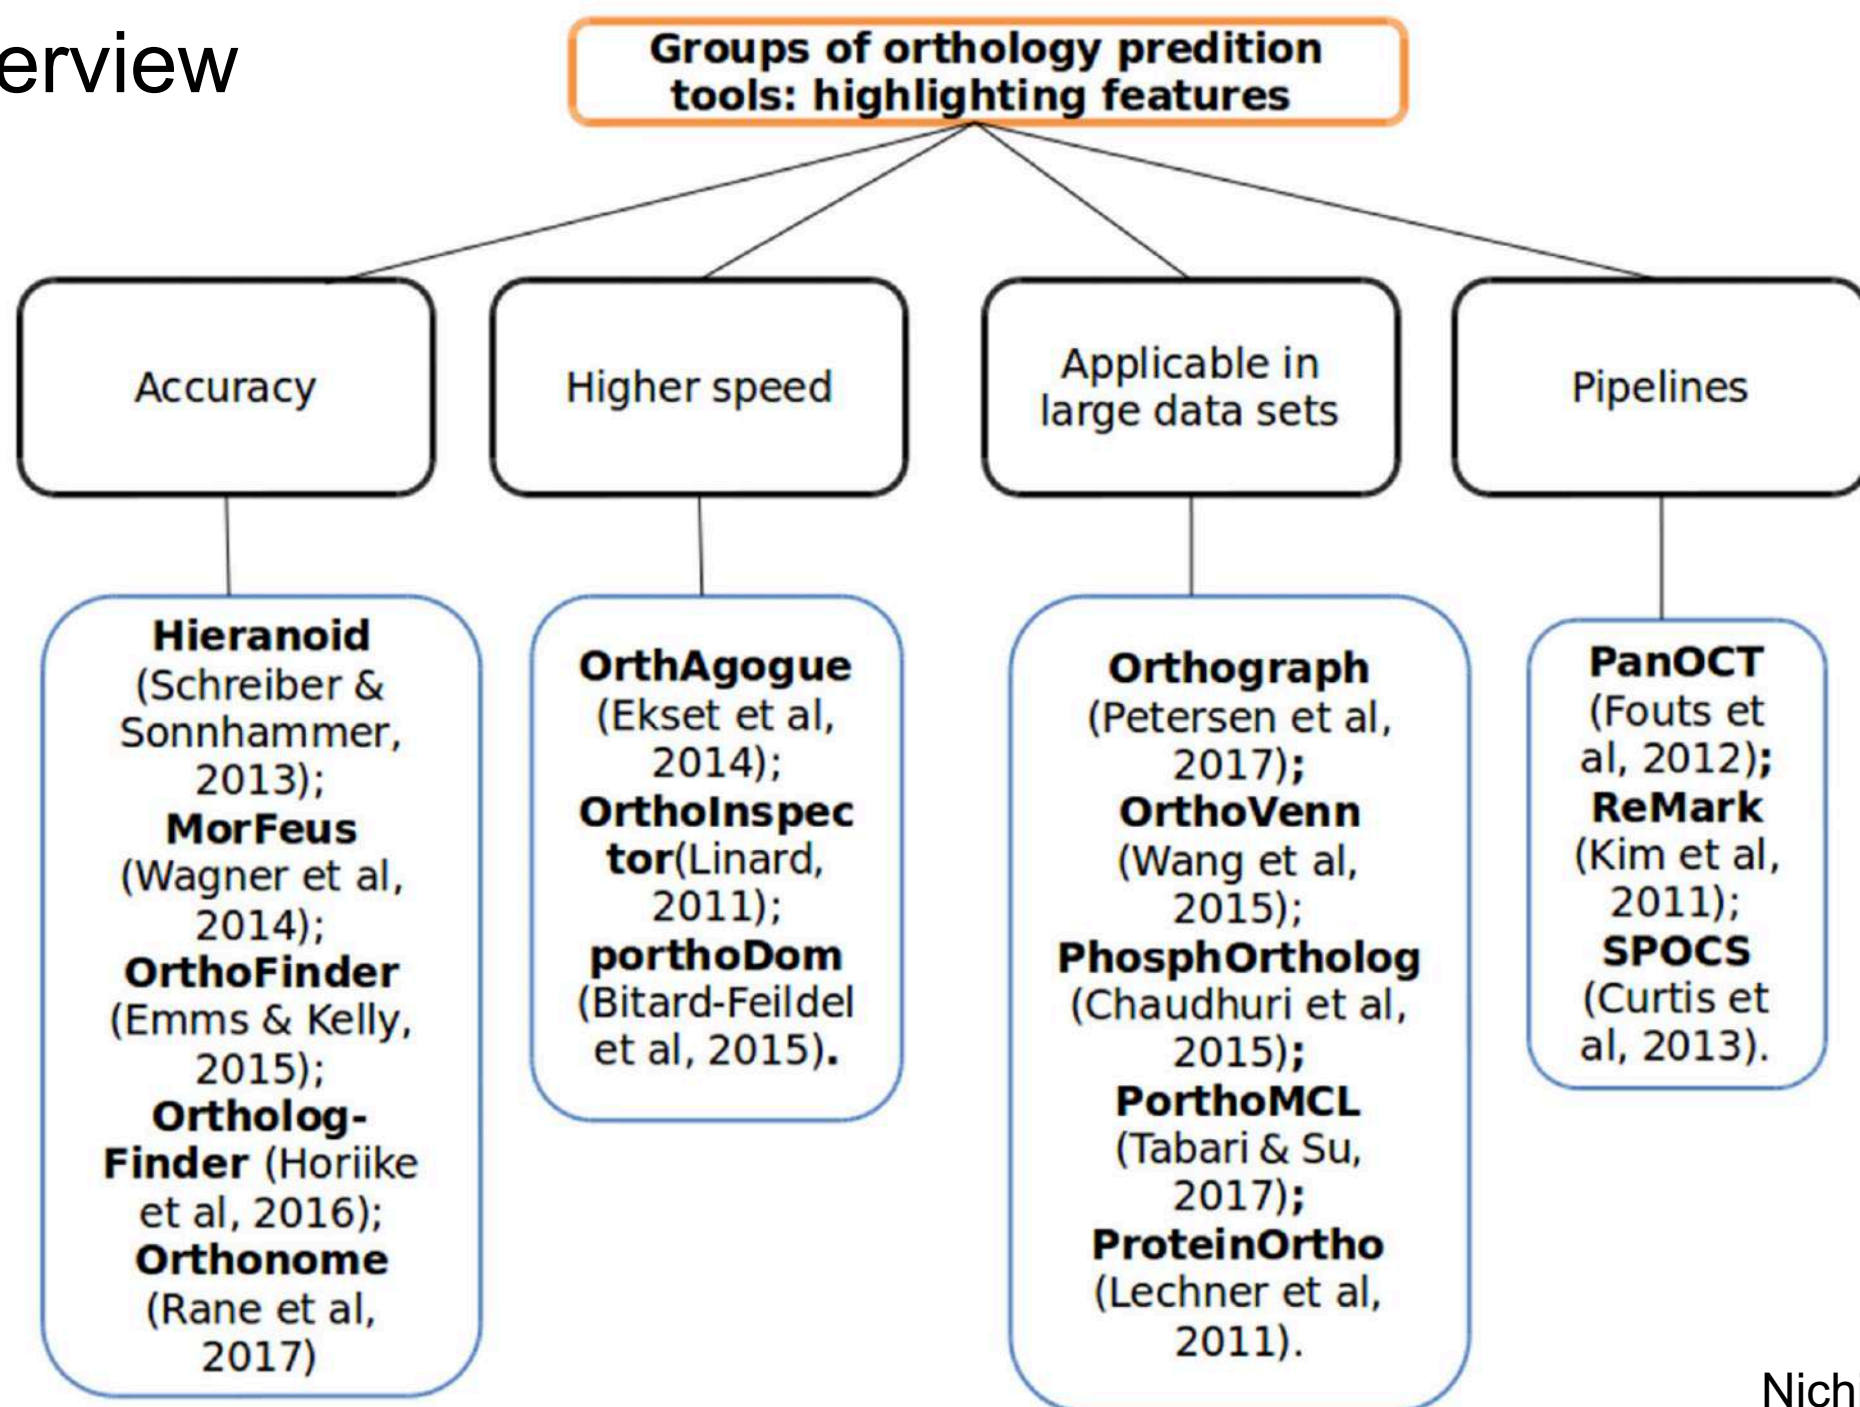 erview
Groups of orthology predition
tools: highlighting features
Accuracy
Higher speed
Applicable in
large data sets
Pipelines
Hieranoid
(Schreiber &
Sonnhammer,
2013);
MorFeus
(Wagner et al,
2014);
OrthoFinder
(Emms & Kelly,
2015);
Ortholog-
Finder (Horiike
et al, 2016);
Orthonome
(Rane et al,
2017)
OrthAgogue
(Ekset et al,
2014);
OrthoInspec
tor(Linard,
2011);
porthoDom
(Bitard-Feildel
et al, 2015).
Orthograph
(Petersen et al,
2017);
OrthoVenn
(Wang et al,
2015);
PhosphOrtholog
(Chaudhuri et al,
2015);
PorthoMCL
(Tabari & Su,
2017);
ProteinOrtho
(Lechner et al,
2011).
PanOCT
(Fouts et
al, 2012);
ReMark
(Kim et al,
2011);
SPOCS
(Curtis et
al, 2013).
Nich